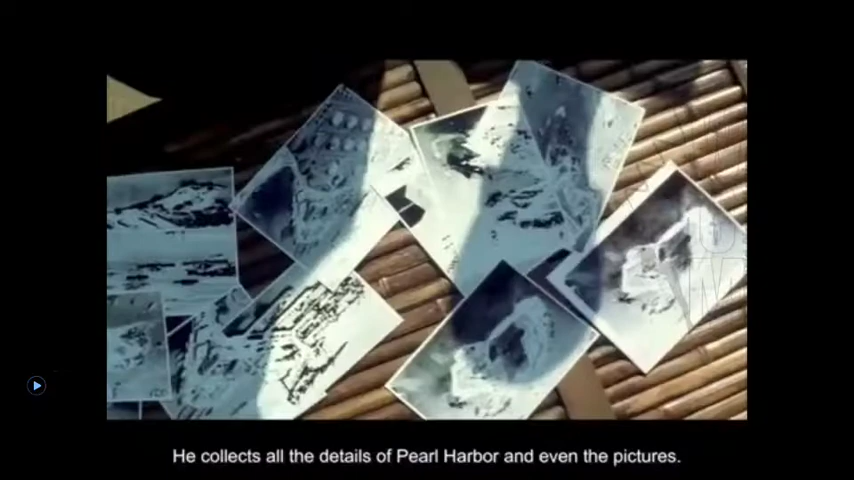 He collects all the details of Pearl Harbor and even the pictures.